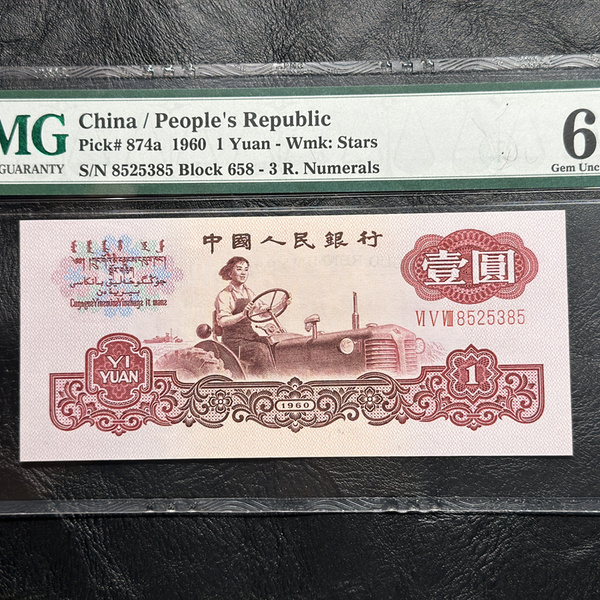 MG
GUARANTY
China / People's Republic
Pick# 874a 1960 1 Yuan - Wmk: Stars
S/N 8525385 Block 658 - 3 R. Numerals
6
Gem Unc
中國人民銀行
壹圓
Ⅵ Ⅴ Ⅷ 8525385
YI
YUAN
1960
1